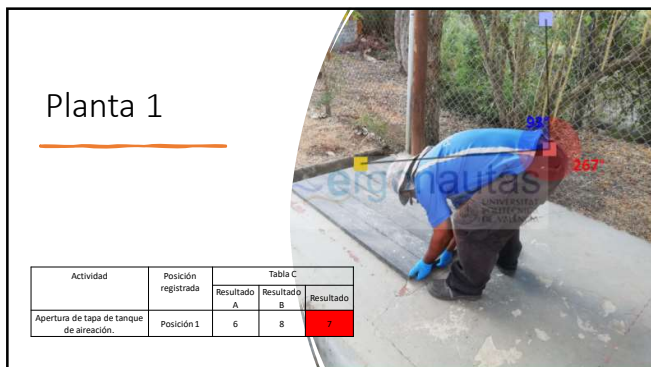 Planta 1
93°
267°
ergonautas
UNIVERSITAT
POLITÈCNICA
DE VALÈNCIA
Actividad
Posición
registrada
Tabla C
Resultado
A
Resultado
B
Resultado
Apertura de tapa de tanque
de aireación.
Posición 1
6
8
7